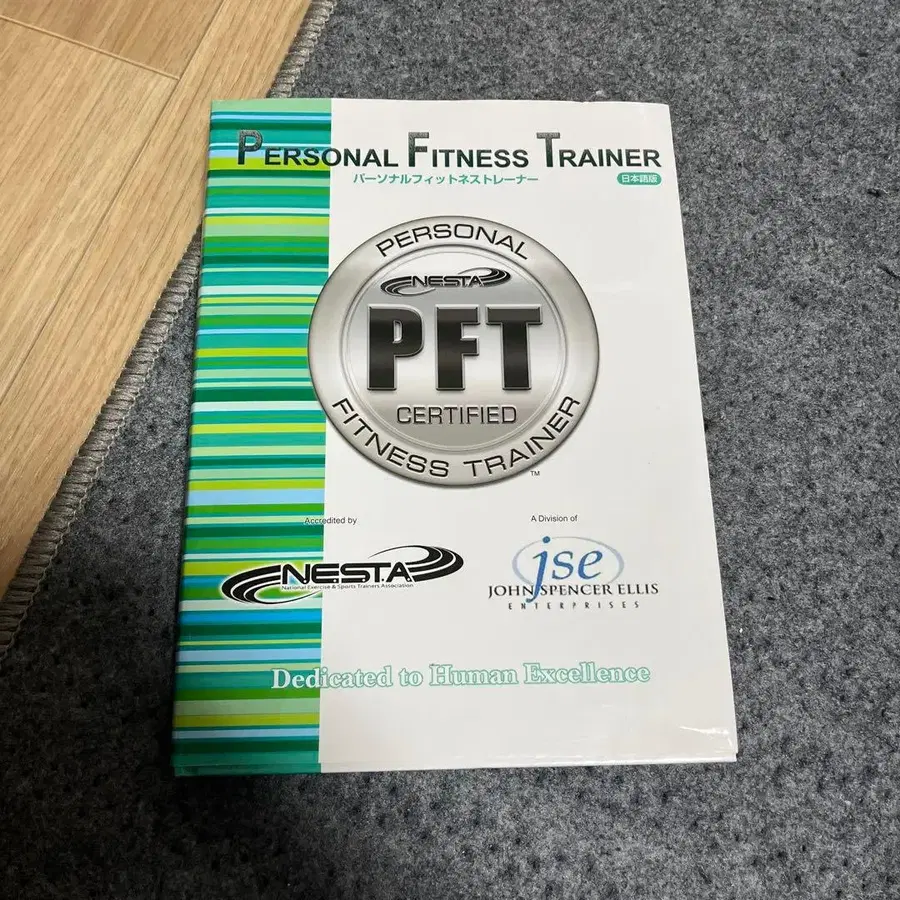 PERSONAL FITNESS TRAINER
パーソナルフィットネストレーナー
日本語版
PERSONAL
NESTA
PFT
CERTIFIED
FITNESS TRAINER
TM
Accredited by
A Division of
NESTA
National Exercise & Sports Trainers Association
jse
JOHN SPENCER ELLIS
ENTERPRISES
Dedicated to Human Excellence